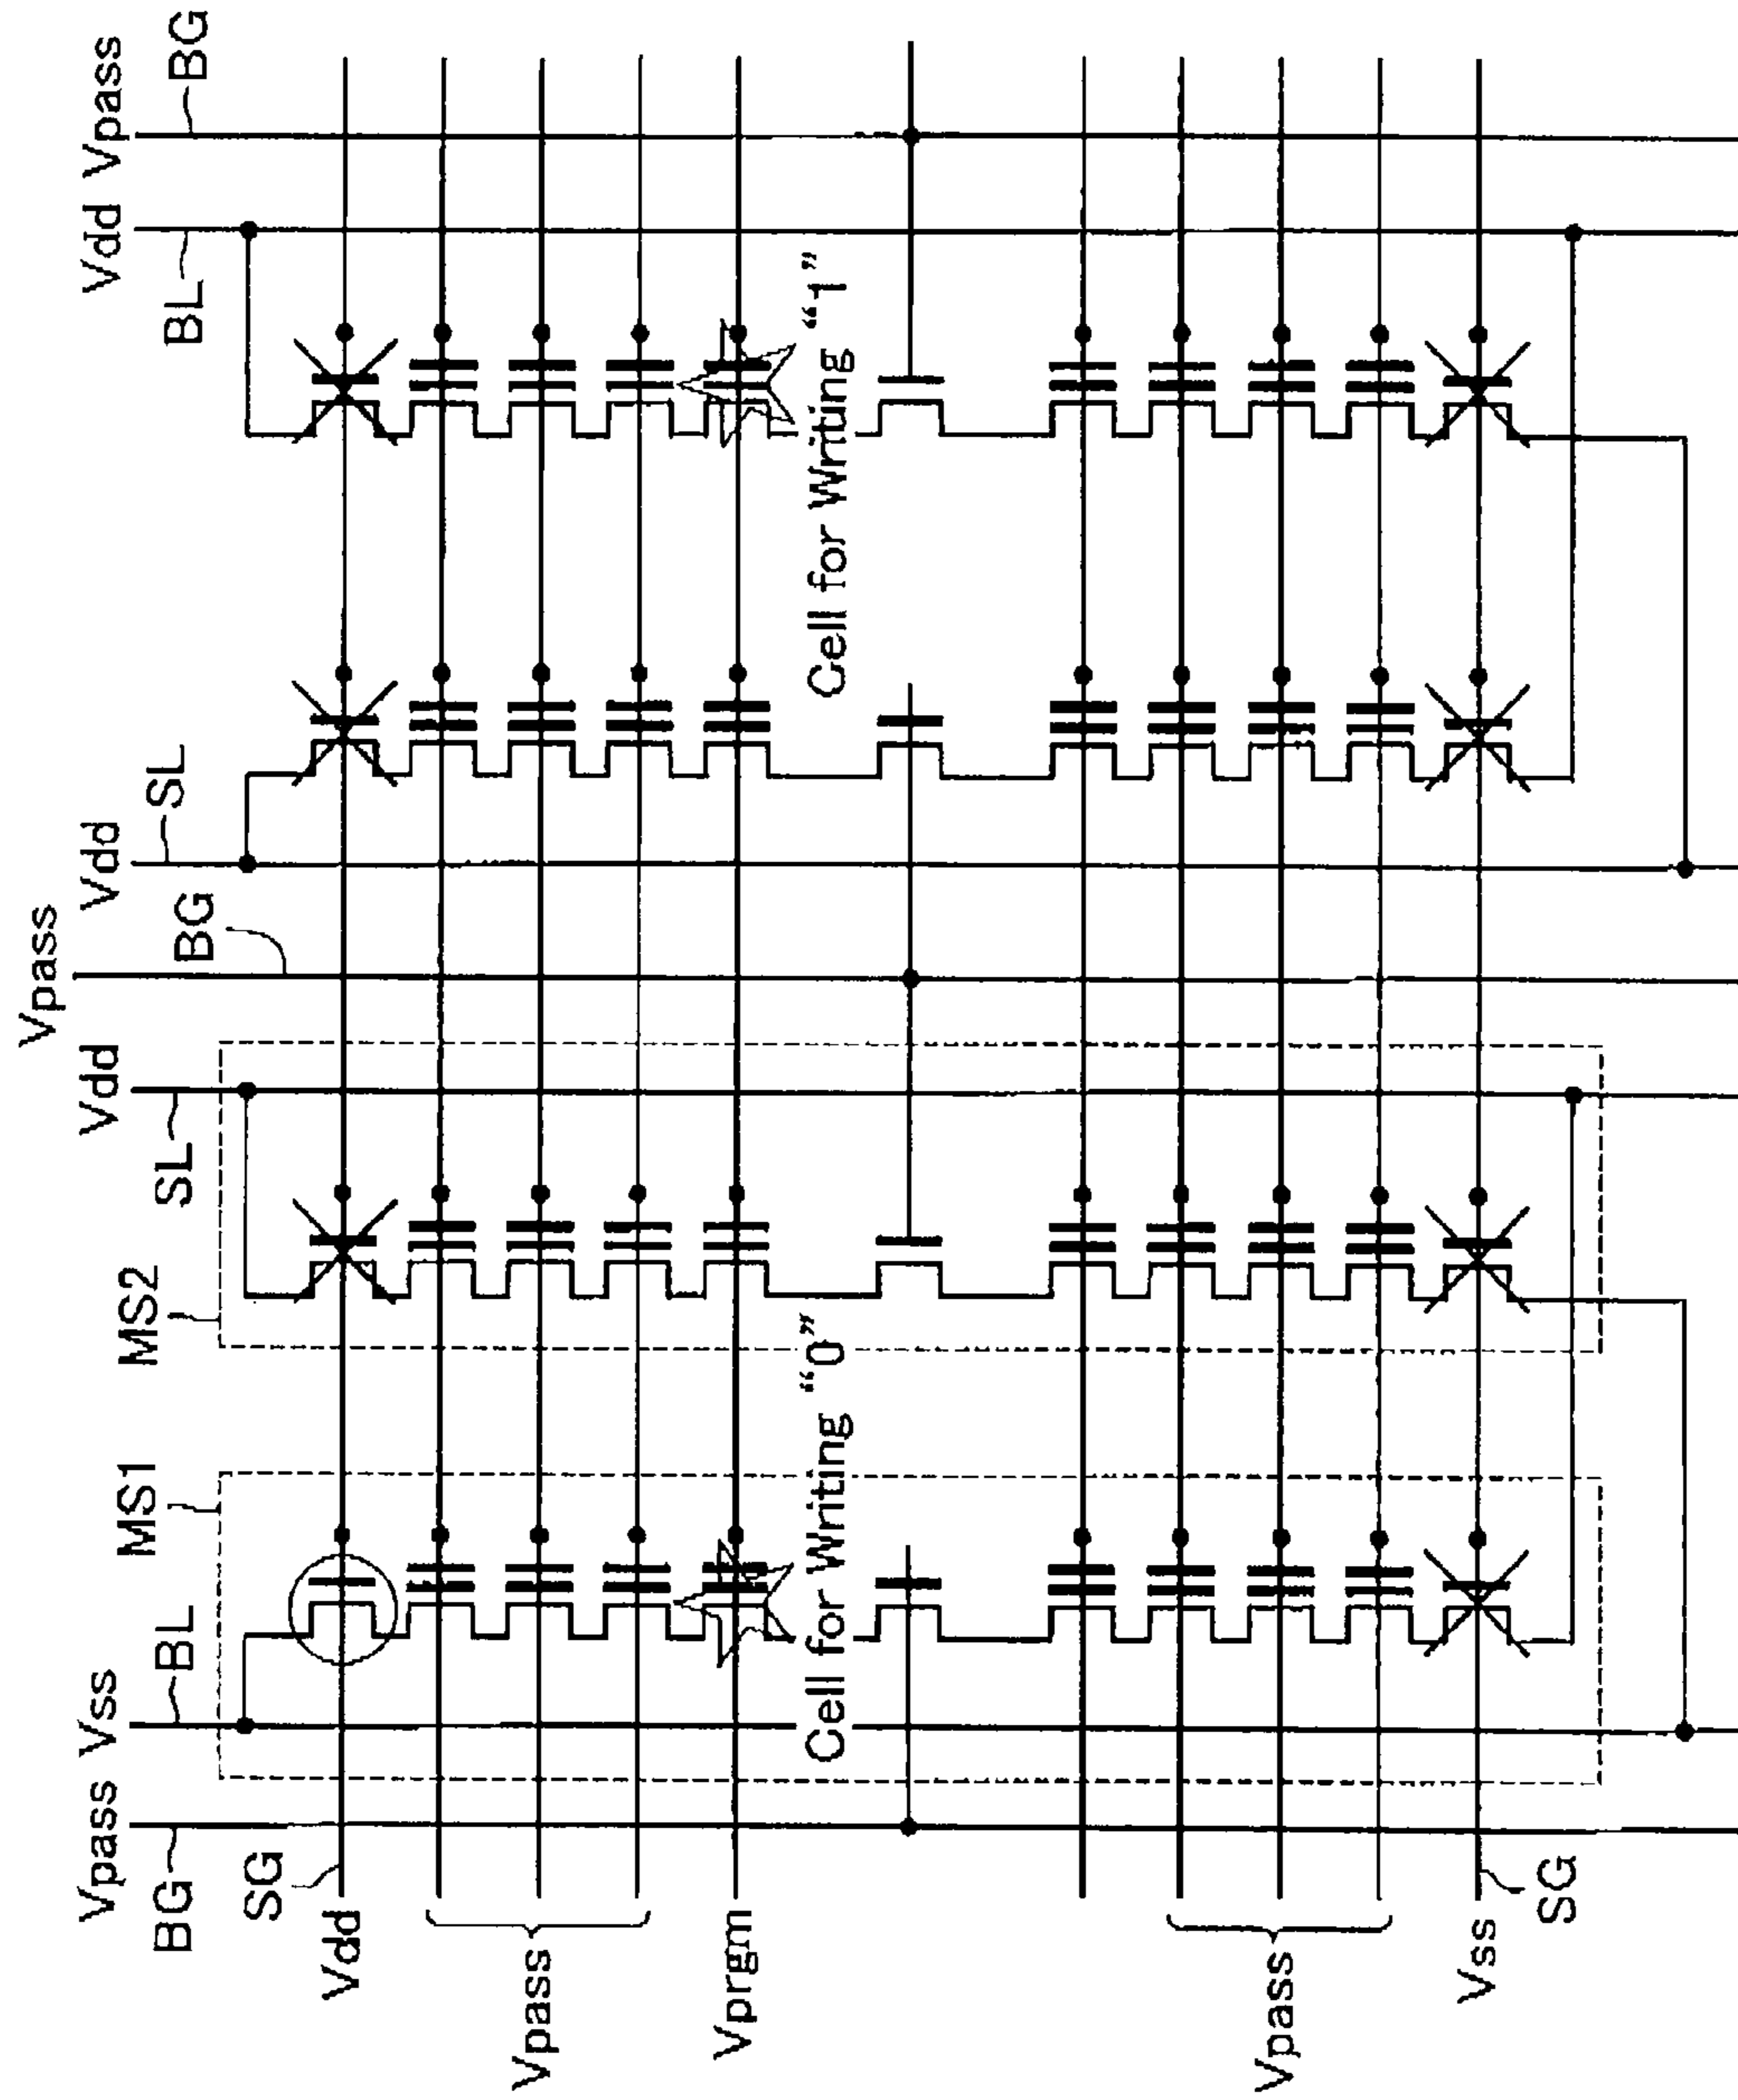 Vpass
BG
Vss
BL
MS1
MS2
Vdd
SL
Vpass
BG
Vdd
SL
Vdd
BL
Vpass
BG
SG
Vdd
Vpass
Vprgm
Cell for Writing “0”
Cell for Writing “1”
Vpass
Vss
SG